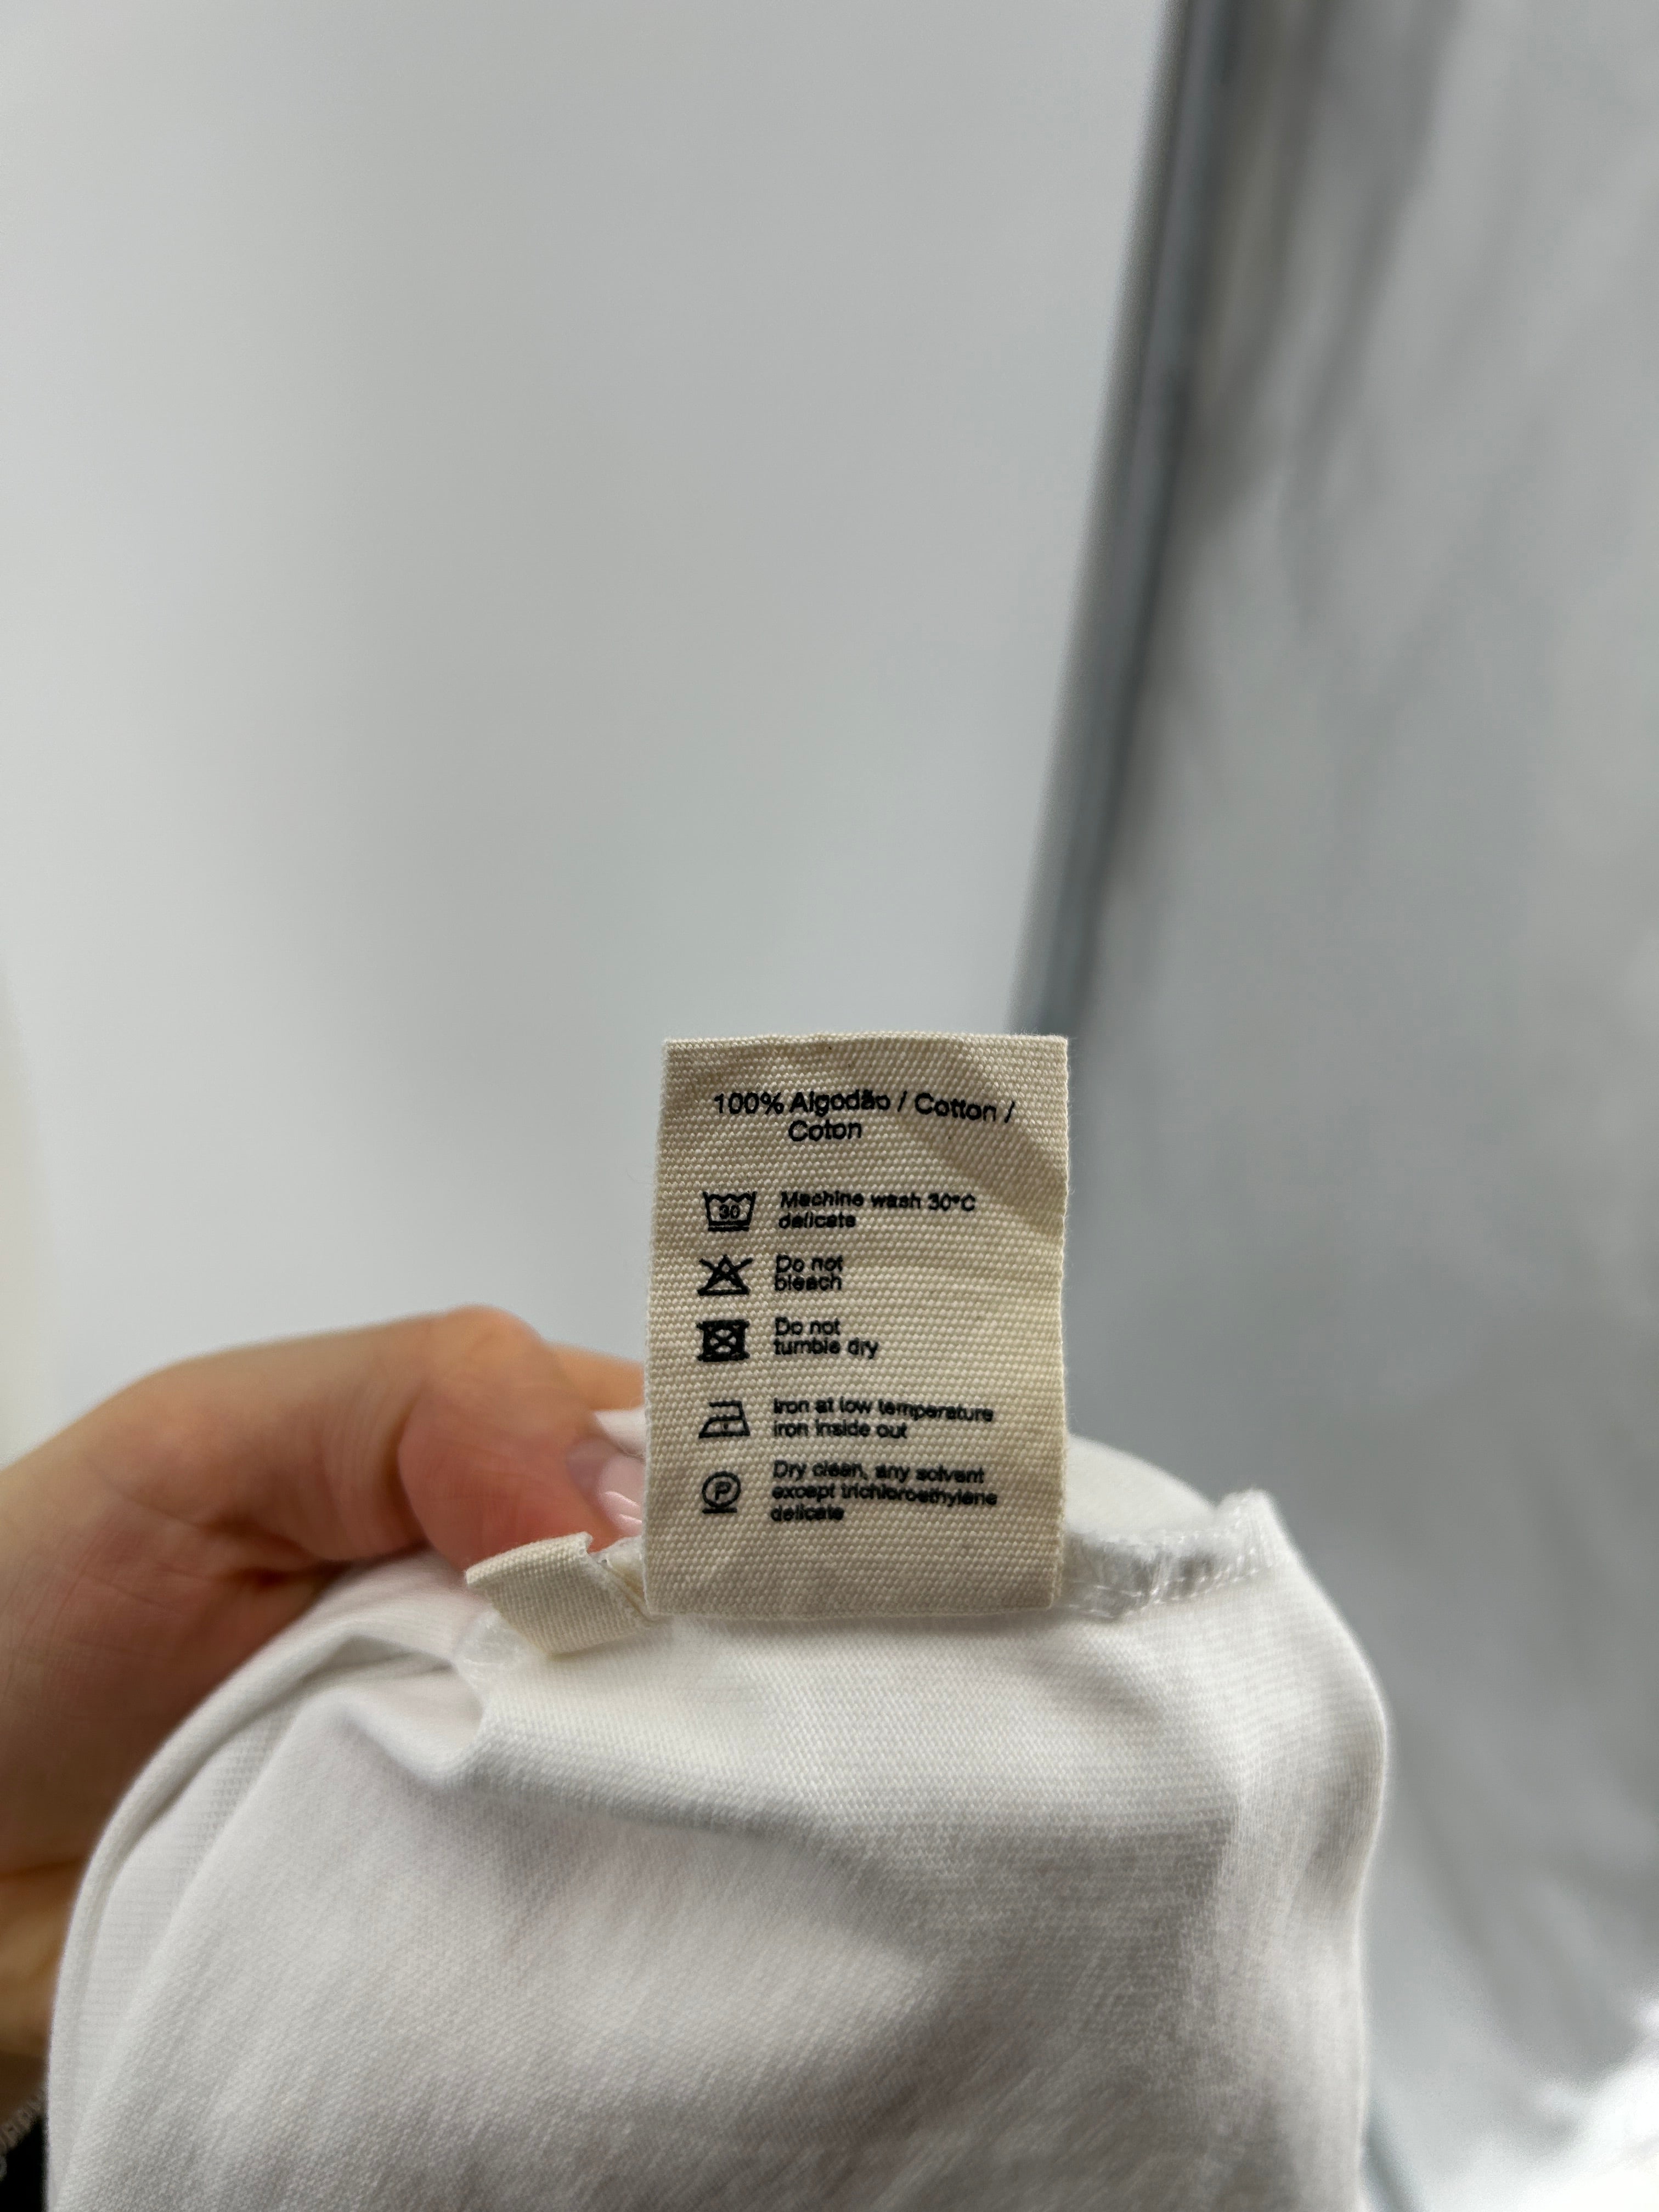 100% Algodão / Cotton /
Coton
30
Machine wash 30°C
delicate
Do not
bleach
Do not
tumble dry
Iron at low temperature
iron inside out
P
Dry clean, any solvent
except trichloroethylene
delicate